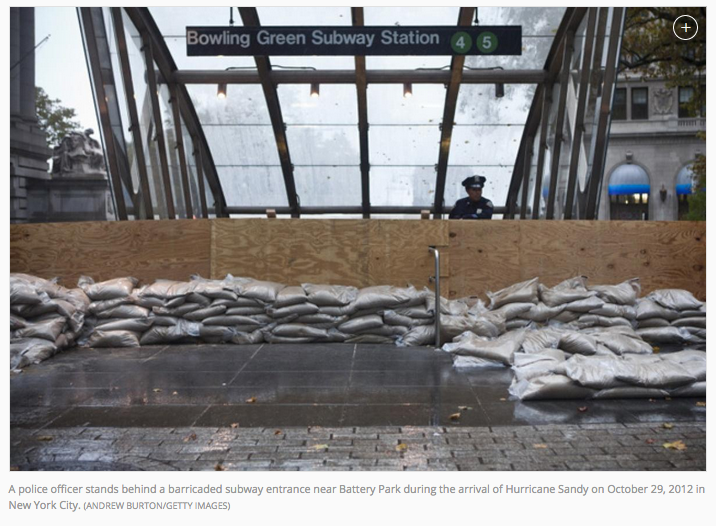 Bowling Green Subway Station 4 5
A police officer stands behind a barricaded subway entrance near Battery Park during the arrival of Hurricane Sandy on October 29, 2012 in
New York City. (ANDREW BURTON/GETTY IMAGES)